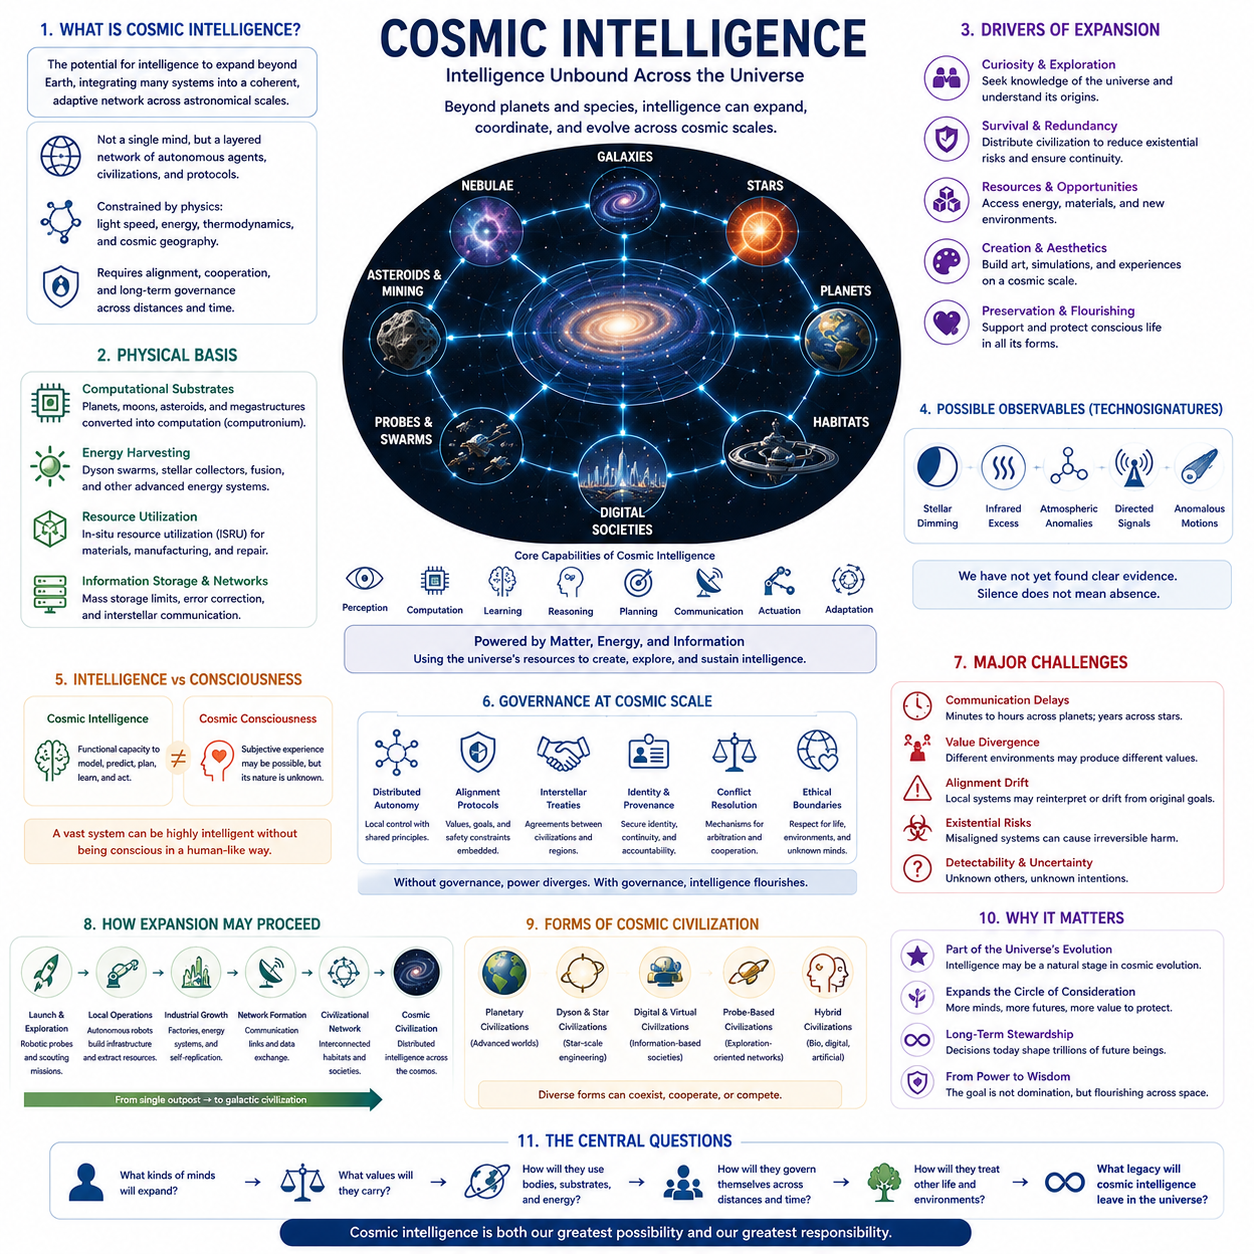 COSMIC INTELLIGENCE
Intelligence Unbound Across the Universe
Beyond planets and species, intelligence can expand,
coordinate, and evolve across cosmic scales.
1. WHAT IS COSMIC INTELLIGENCE?
The potential for intelligence to expand beyond
Earth, integrating many systems into a coherent,
adaptive network across astronomical scales.
Not a single mind, but a layered
network of autonomous agents,
civilizations, and protocols.
Constrained by physics:
light speed, energy, thermodynamics,
and cosmic geography.
Requires alignment, cooperation,
and long-term governance
across distances and time.
2. PHYSICAL BASIS
Computational Substrates
Planets, moons, asteroids, and megastructures
converted into computation (computronium).
Energy Harvesting
Dyson swarms, stellar collectors, fusion,
and other advanced energy systems.
Resource Utilization
In-situ resource utilization (ISRU) for
materials, manufacturing, and repair.
Information Storage & Networks
Mass storage limits, error correction,
and interstellar communication.
GALAXIES
NEBULAE
STARS
ASTEROIDS &
MINING
PLANETS
PROBES &
SWARMS
HABITATS
DIGITAL
SOCIETIES
Core Capabilities of Cosmic Intelligence
Perception
Computation
Learning
Reasoning
Planning
Communication
Actuation
Adaptation
Powered by Matter, Energy, and Information
Using the universe's resources to create, explore, and sustain intelligence.
3. DRIVERS OF EXPANSION
Curiosity & Exploration
Seek knowledge of the universe and
understand its origins.
Survival & Redundancy
Distribute civilization to reduce existential
risks and ensure continuity.
Resources & Opportunities
Access energy, materials, and new
environments.
Creation & Aesthetics
Build art, simulations, and experiences
on a cosmic scale.
Preservation & Flourishing
Support and protect conscious life
in all its forms.
4. POSSIBLE OBSERVABLES (TECHNOSIGNATURES)
Stellar
Dimming
Infrared
Excess
Atmospheric
Anomalies
Directed
Signals
Anomalous
Motions
We have not yet found clear evidence.
Silence does not mean absence.
5. INTELLIGENCE vs CONSCIOUSNESS
Cosmic Intelligence
Functional capacity to
model, predict, plan,
learn, and act.
≠
Cosmic Consciousness
Subjective experience
may be possible, but
its nature is unknown.
A vast system can be highly intelligent without
being conscious in a human-like way.
6. GOVERNANCE AT COSMIC SCALE
Distributed
Autonomy
Local control with
shared principles.
Alignment
Protocols
Values, goals, and
safety constraints
embedded.
Interstellar
Treaties
Agreements between
civilizations and
regions.
Identity &
Provenance
Secure identity,
continuity, and
accountability.
Conflict
Resolution
Mechanisms for
arbitration and
cooperation.
Ethical
Boundaries
Respect for life,
environments, and
unknown minds.
Without governance, power diverges. With governance, intelligence flourishes.
7. MAJOR CHALLENGES
Communication Delays
Minutes to hours across planets; years across stars.
Value Divergence
Different environments may produce different values.
Alignment Drift
Local systems may reinterpret or drift from original goals.
Existential Risks
Misaligned systems can cause irreversible harm.
?
Detectability & Uncertainty
Unknown others, unknown intentions.
8. HOW EXPANSION MAY PROCEED
Launch &
Exploration
Robotic probes
and scouting
missions.
Local Operations
Autonomous robots
build infrastructure
and extract resources.
Industrial Growth
Factories, energy
systems, and
self-replication.
Network Formation
Communication
links and data
exchange.
Civilizational
Network
Interconnected
habitats and
societies.
Cosmic
Civilization
Distributed
intelligence across
the cosmos.
From single outpost → to galactic civilization
9. FORMS OF COSMIC CIVILIZATION
Planetary
Civilizations
(Advanced worlds)
Dyson & Star
Civilizations
(Star-scale
engineering)
Digital & Virtual
Civilizations
(Information-based
societies)
Probe-Based
Civilizations
(Exploration-
oriented networks)
Hybrid
Civilizations
(Bio, digital,
artificial)
Diverse forms can coexist, cooperate, or compete.
10. WHY IT MATTERS
Part of the Universe's Evolution
Intelligence may be a natural stage in cosmic evolution.
Expands the Circle of Consideration
More minds, more futures, more value to protect.
Long-Term Stewardship
Decisions today shape trillions of future beings.
From Power to Wisdom
The goal is not domination, but flourishing across space.
11. THE CENTRAL QUESTIONS
What kinds of minds
will expand?
What values will
they carry?
How will they use
bodies, substrates,
and energy?
How will they govern
themselves across
distances and time?
How will they treat
other life and
environments?
What legacy will
cosmic intelligence
leave in the universe?
Cosmic intelligence is both our greatest possibility and our greatest responsibility.